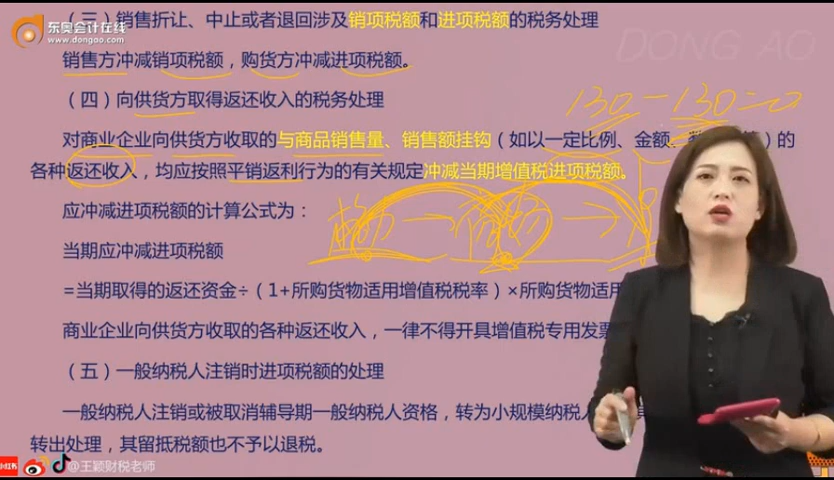 （三）销售折让、中止或者退回涉及销项税额和进项税额的税务处理
东奥会计在线
www.dongao.com
DONG AO
销售方冲减销项税额，购货方冲减进项税额。
（四）向供货方取得返还收入的税务处理
130-130=0
对商业企业向供货方收取的与商品销售量、销售额挂钩（如以一定比例、金额、）的
各种返还收入，均应按照平销返利行为的有关规定冲减当期增值税进项税额。
应冲减进项税额的计算公式为：
当期应冲减进项税额
=当期取得的返还资金÷（1+所购货物适用增值税税率）×所购货物适用
商业企业向供货方收取的各种返还收入，一律不得开具增值税专用发票
（五）一般纳税人注销时进项税额的处理
一般纳税人注销或被取消辅导期一般纳税人资格，转为小规模纳税人
转出处理，其留抵税额也不予以退税。
小红书
@王颖财税老师